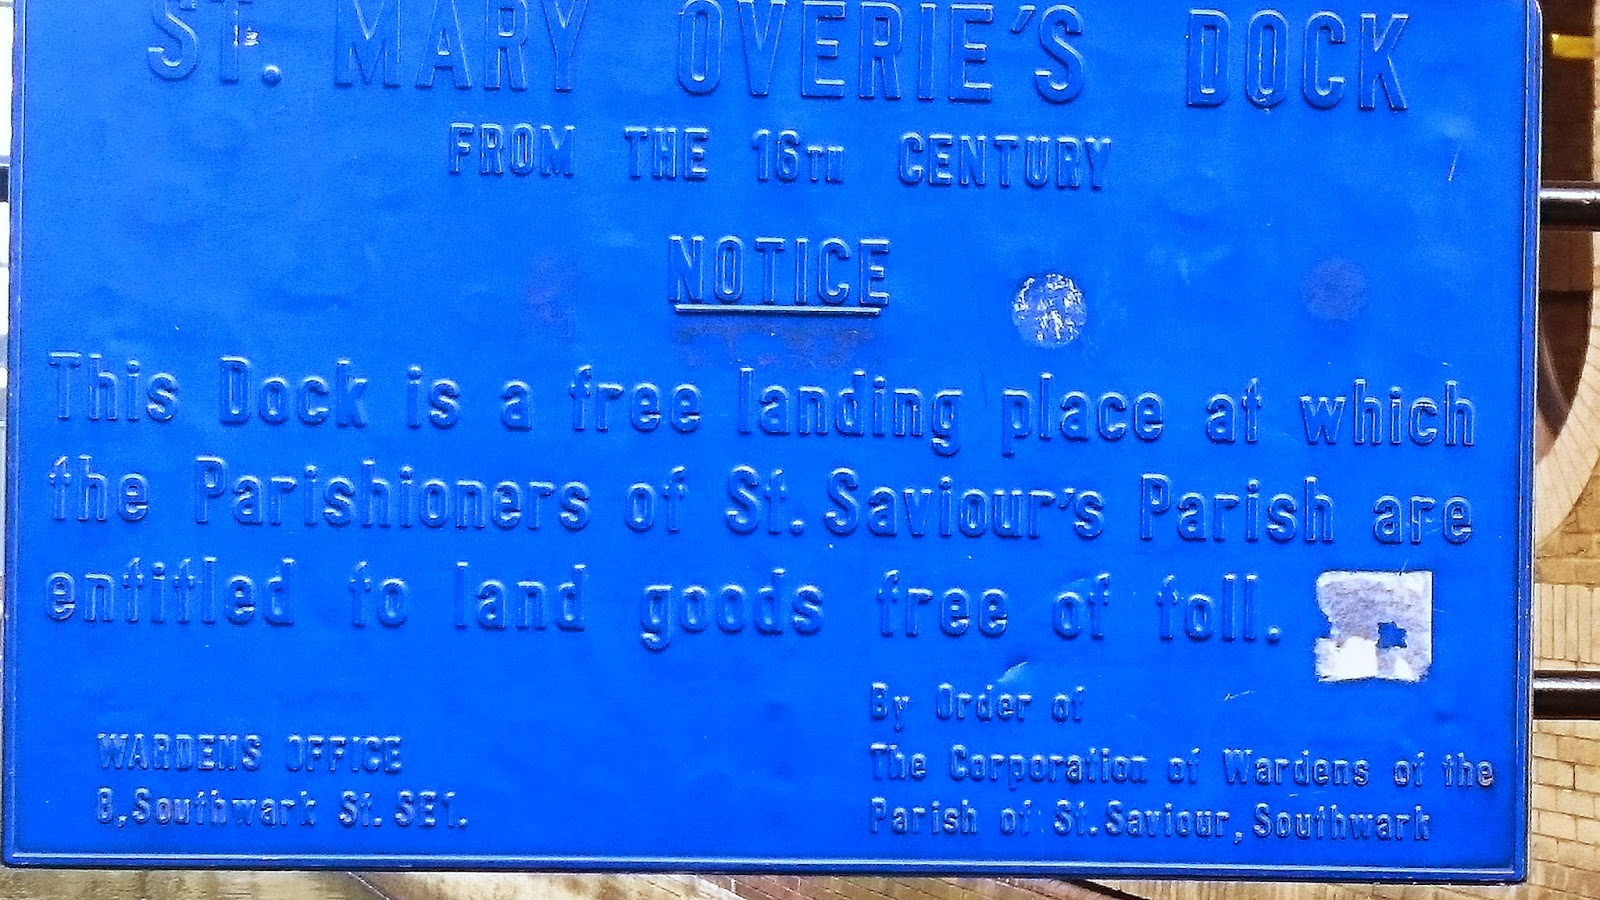 ST. MARY OVERIE'S DOCK
FROM THE 16TH CENTURY
NOTICE
This Dock is a free landing place at which
the Parishioners of St. Saviour's Parish are
entitled to land goods free of toll.
By Order of
The Corporation of Wardens of the
Parish of St. Saviour, Southwark
WARDENS OFFICE
8, Southwark St. SE1.